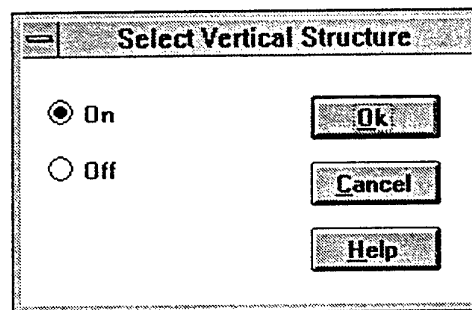 Select Vertical Structure
On
Off
Ok
Cancel
Help